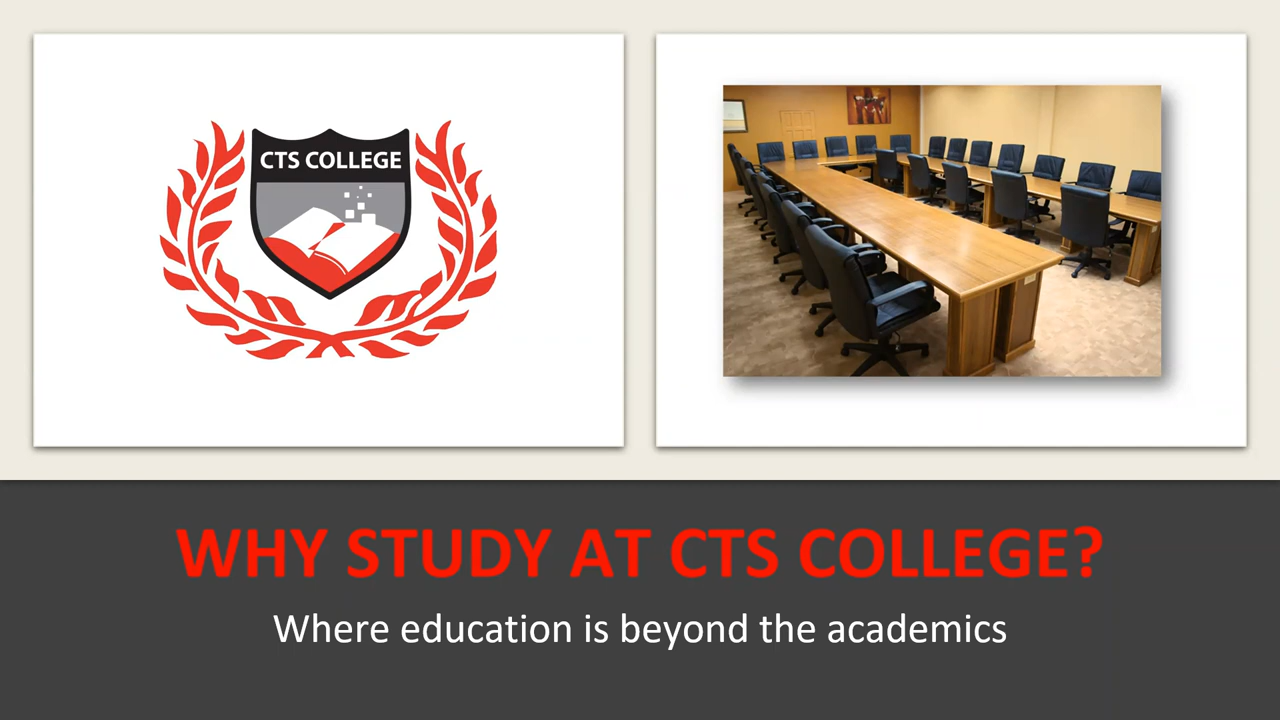 CTS COLLEGE
WHY STUDY AT CTS COLLEGE?
Where education is beyond the academics